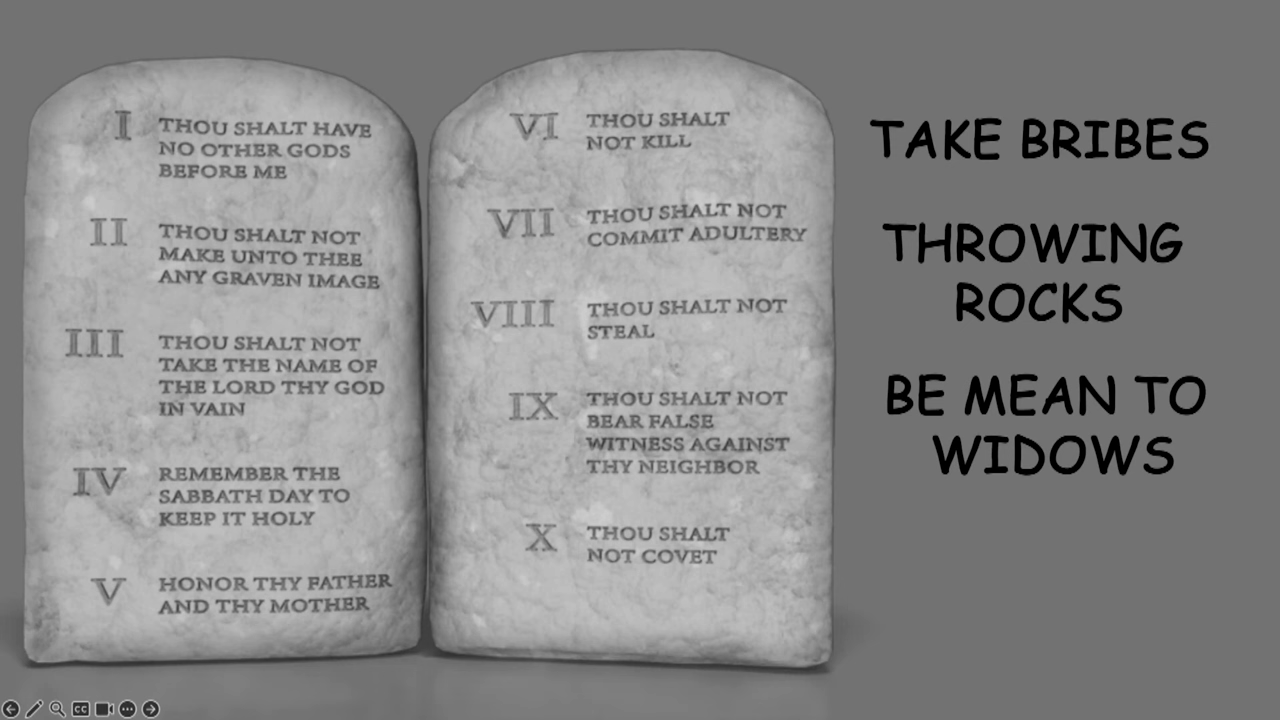 I
THOU SHALT HAVE
NO OTHER GODS
BEFORE ME
II
THOU SHALT NOT
MAKE UNTO THEE
ANY GRAVEN IMAGE
III
THOU SHALT NOT
TAKE THE NAME OF
THE LORD THY GOD
IN VAIN
IV
REMEMBER THE
SABBATH DAY TO
KEEP IT HOLY
V
HONOR THY FATHER
AND THY MOTHER
VI
THOU SHALT
NOT KILL
VII
THOU SHALT NOT
COMMIT ADULTERY
VIII
THOU SHALT NOT
STEAL
IX
THOU SHALT NOT
BEAR FALSE
WITNESS AGAINST
THY NEIGHBOR
X
THOU SHALT
NOT COVET
TAKE BRIBES
THROWING
ROCKS
BE MEAN TO
WIDOWS
CC